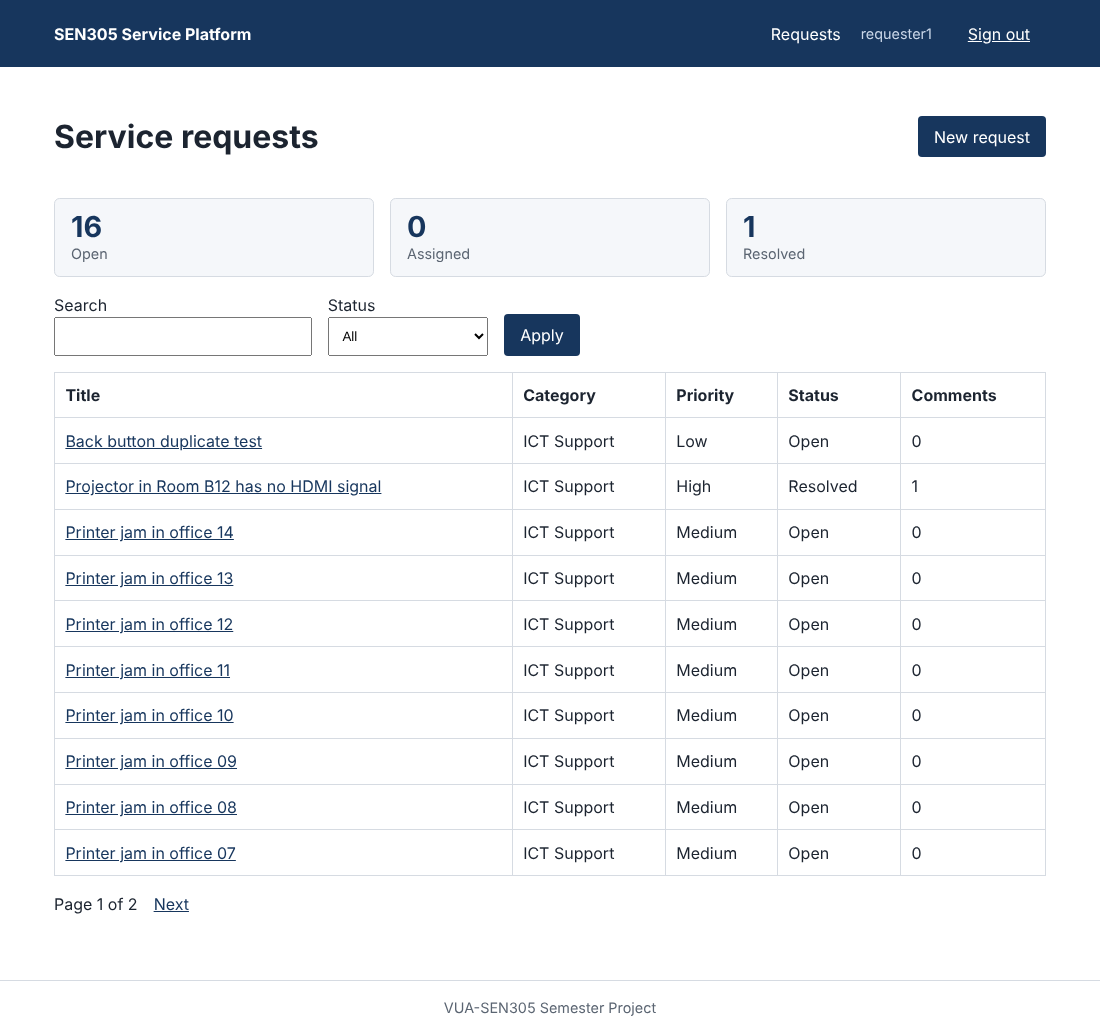 SEN305 Service Platform Requests requester1 Sign out
Service requests New request
16 0 1
Open Assigned Resolved
Search Status
All Apply
Title Category Priority Status Comments
Back button duplicate test ICT Support Low Open 0
Projector in Room B12 has no HDMI signal ICT Support High Resolved 1
Printer jam in office 14 ICT Support Medium Open 0
Printer jam in office 13 ICT Support Medium Open 0
Printer jam in office 12 ICT Support Medium Open 0
Printer jam in office 11 ICT Support Medium Open 0
Printer jam in office 10 ICT Support Medium Open 0
Printer jam in office 09 ICT Support Medium Open 0
Printer jam in office 08 ICT Support Medium Open 0
Printer jam in office 07 ICT Support Medium Open 0
Page 1 of 2 Next
VUA-SEN305 Semester Project